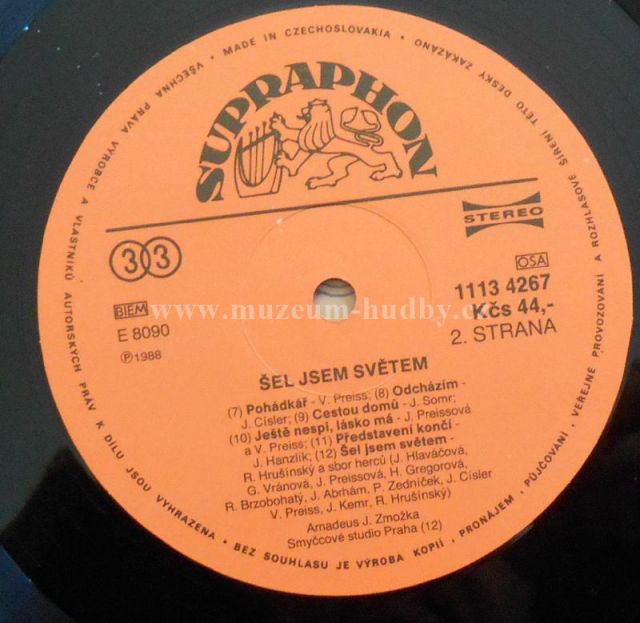 SUPRAPHON
STEREO
33
OSA
1113 4267
Kčs 44,-
2. STRANA
BIEM
E 8090
Ⓟ 1988
www.muzeum-hudby.cz
ŠEL JSEM SVĚTEM
(7) Pohádkář - V. Preiss; (8) Odcházím -
J. Císler; (9) Cestou domů - J. Somr;
(10) Ještě nespi, lásko má - J. Preissová
a V. Preiss; (11) Představení končí -
J. Hanzlík; (12) Šel jsem světem -
R. Hrušínský a sbor herců (J. Hlaváčová,
G. Vránová, J. Preissová, H. Gregorová,
R. Brzobohatý, J. Abrhám, P. Zedníček, J. Císler
V. Preiss, J. Kemr, R. Hrušínský)
Amadeus J. Zmožka
Smyčcové studio Praha (12)
MADE IN CZECHOSLOVAKIA • VŠECHNA PRÁVA VÝROBCE A VLASTNÍKŮ AUTORSKÝCH PRÁV K DÍLU JSOU VYHRAZENA • BEZ SOUHLASU JE VÝROBA KOPIÍ, PRONÁJEM, PŮJČOVÁNÍ, VEŘEJNÉ PROVOZOVÁNÍ A ROZHLASOVÉ ŠÍŘENÍ TÉTO DESKY ZAKÁZÁNO •